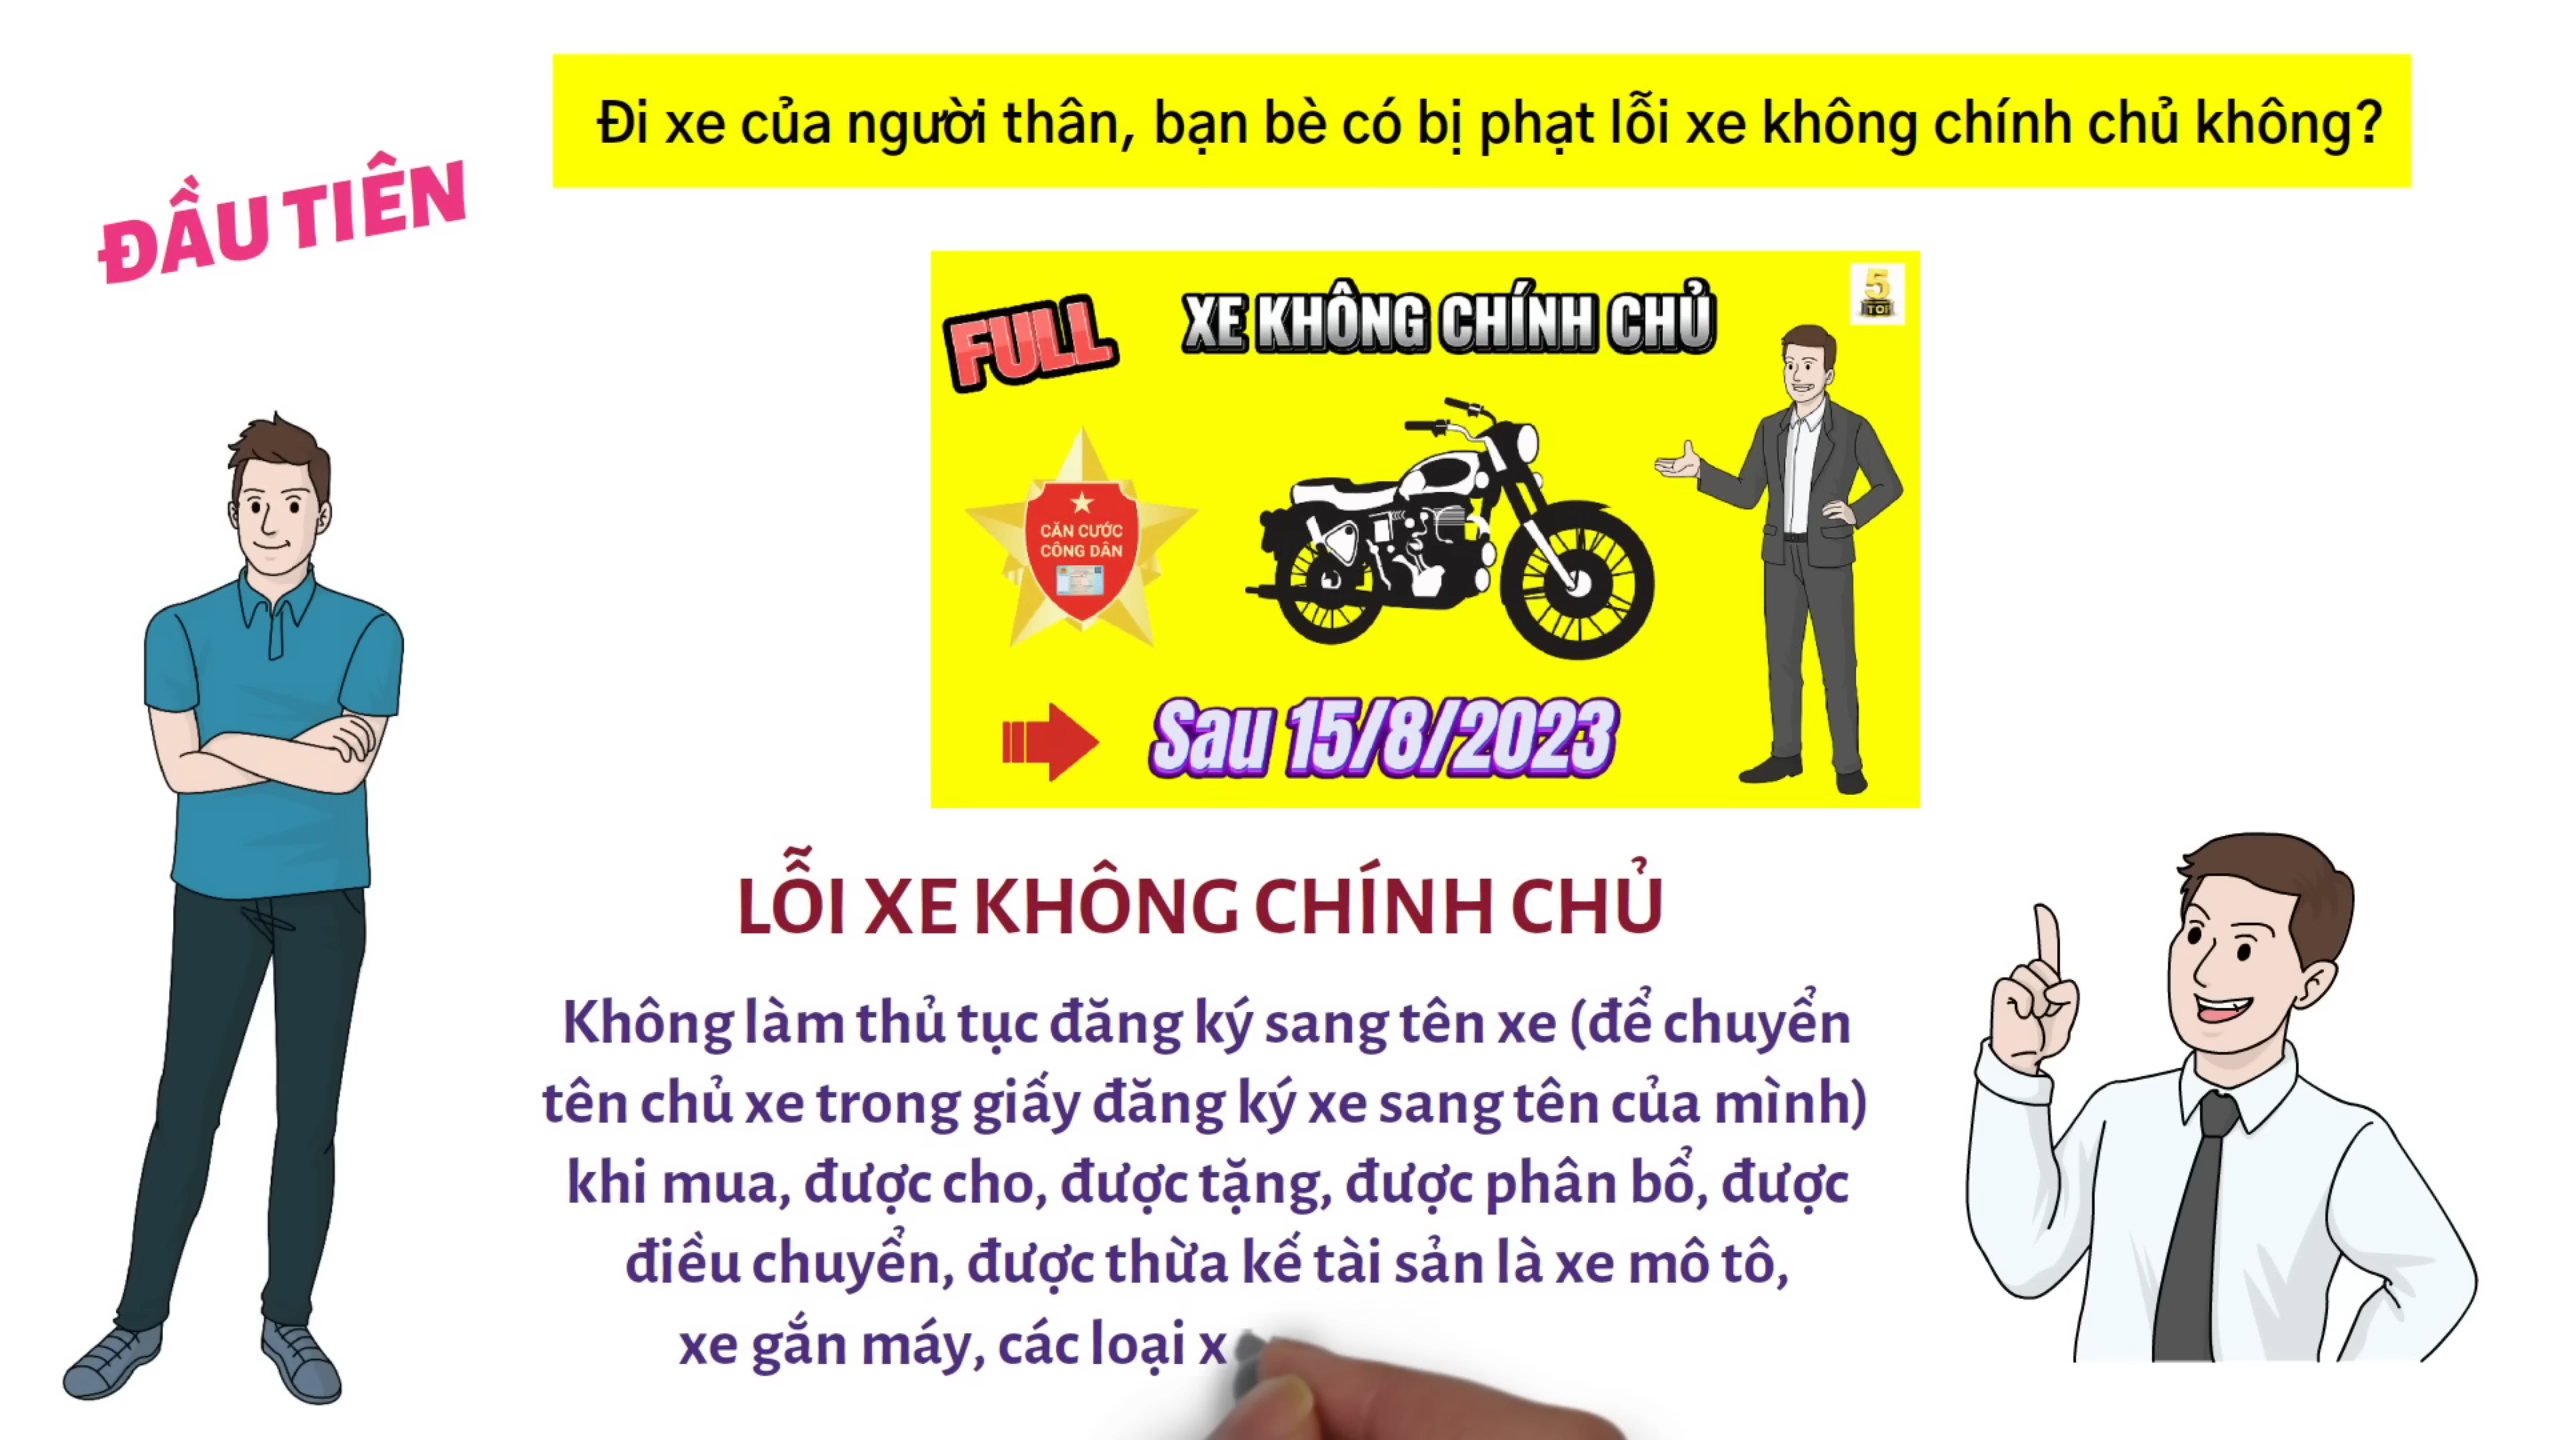 Đi xe của người thân, bạn bè có bị phạt lỗi xe không chính chủ không?
ĐẦU TIÊN
FULL
XE KHÔNG CHÍNH CHỦ
5
TOI
CĂN CƯỚC
CÔNG DÂN
Sau 15/8/2023
LỖI XE KHÔNG CHÍNH CHỦ
Không làm thủ tục đăng ký sang tên xe (để chuyển
tên chủ xe trong giấy đăng ký xe sang tên của mình)
khi mua, được cho, được tặng, được phân bổ, được
điều chuyển, được thừa kế tài sản là xe mô tô,
xe gắn máy, các loại x